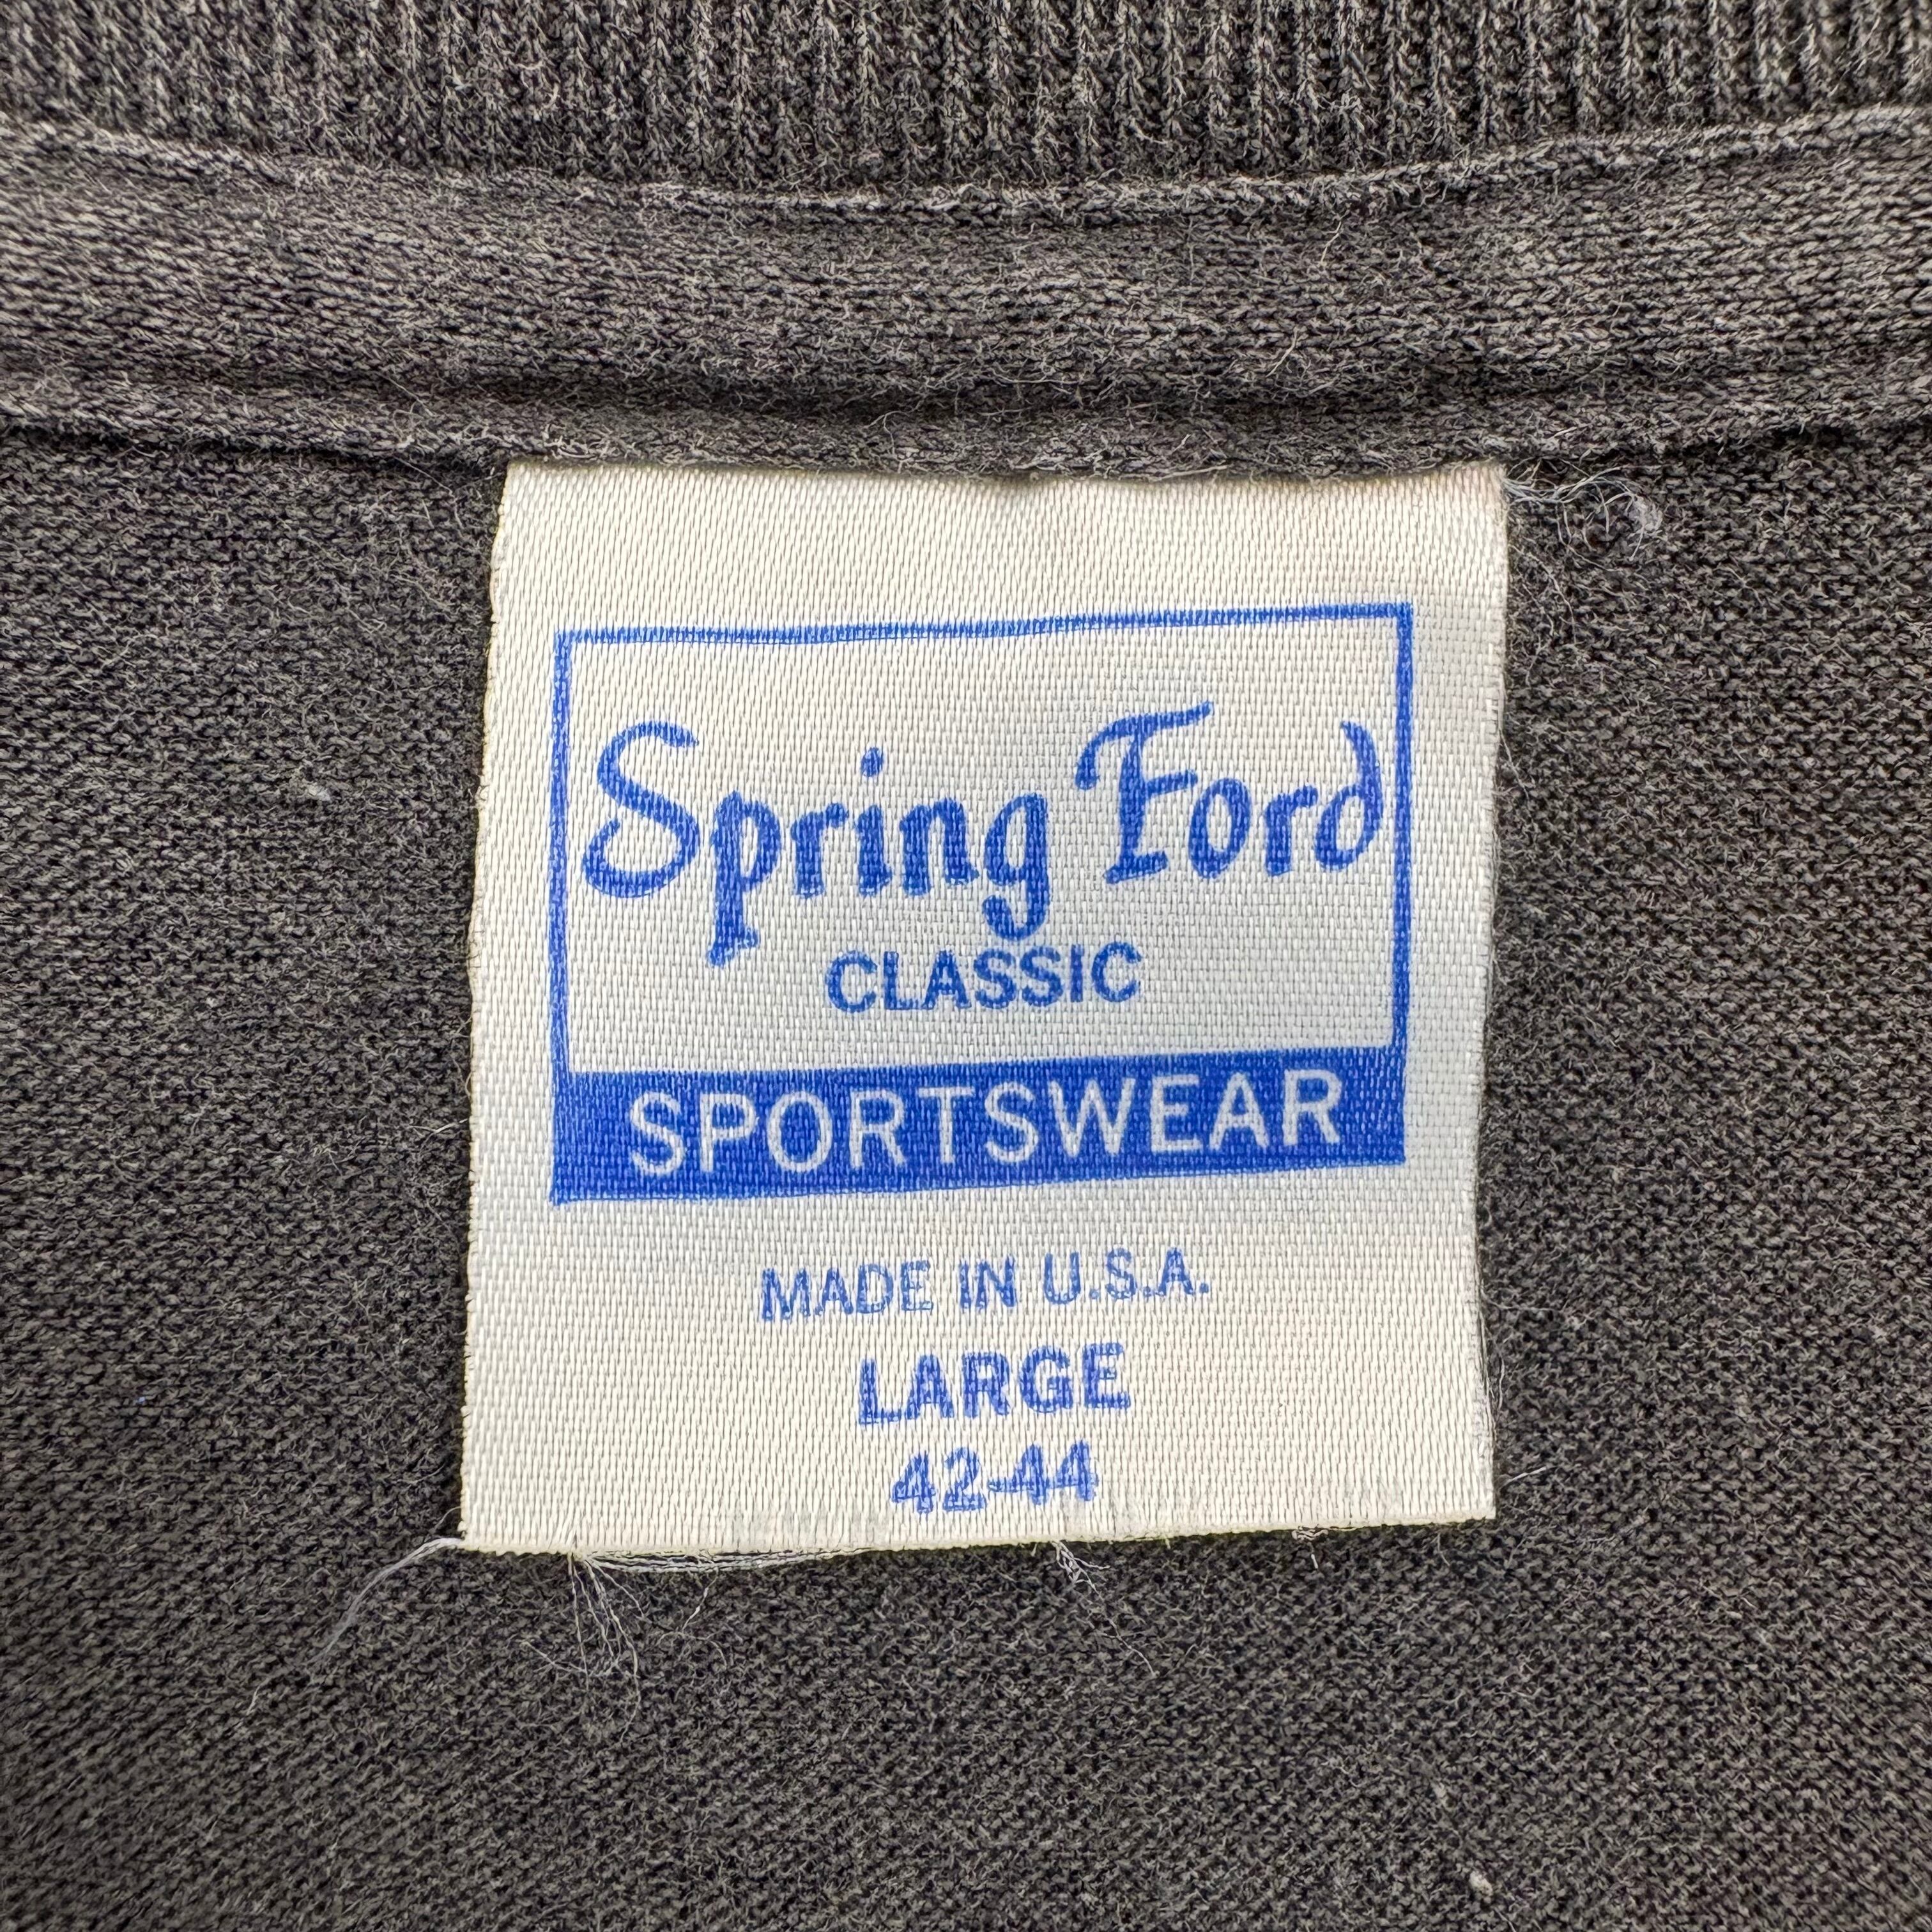 Spring Ford
CLASSIC
SPORTSWEAR
MADE IN U.S.A.
LARGE
42-44